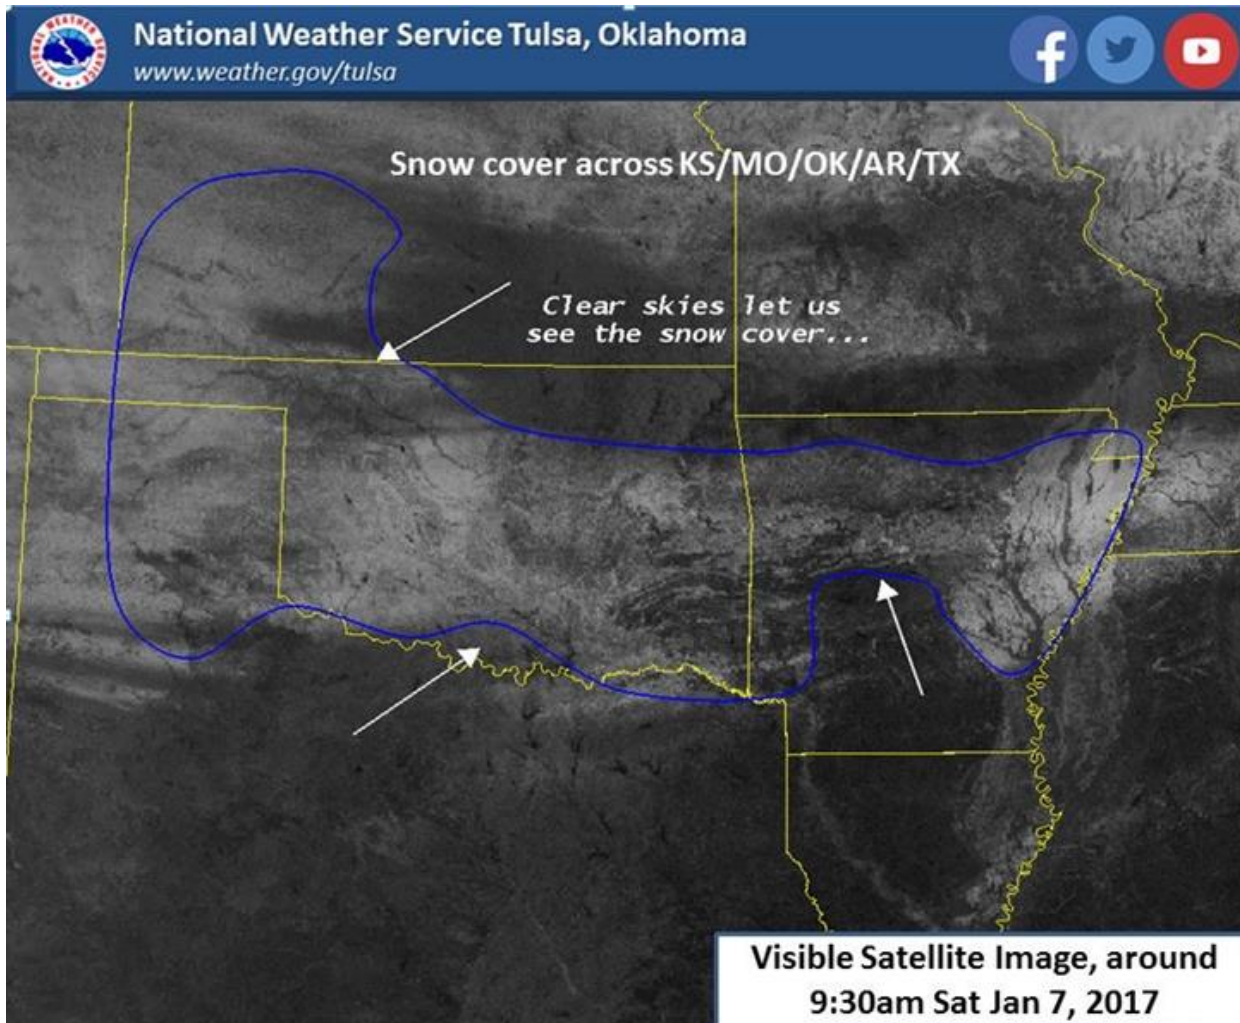 National Weather Service Tulsa, Oklahoma
www.weather.gov/tulsa
Snow cover across KS/MO/OK/AR/TX
Clear skies let us
see the snow cover...
Visible Satellite Image, around
9:30am Sat Jan 7, 2017